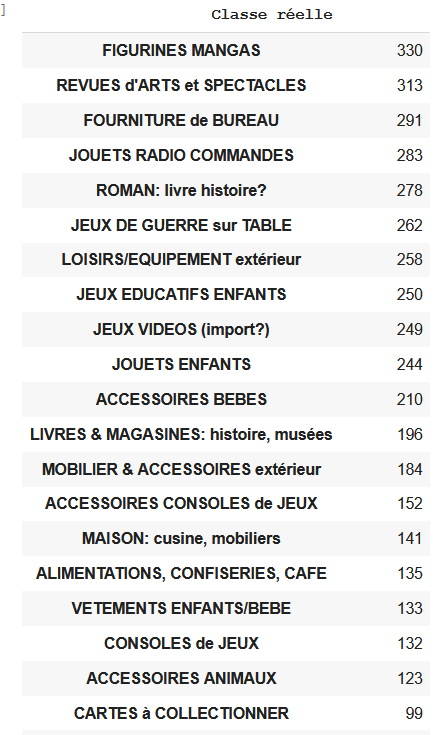 ]
Classe réelle
FIGURINES MANGAS 330
REVUES d'ARTS et SPECTACLES 313
FOURNITURE de BUREAU 291
JOUETS RADIO COMMANDES 283
ROMAN: livre histoire? 278
JEUX DE GUERRE sur TABLE 262
LOISIRS/EQUIPEMENT extérieur 258
JEUX EDUCATIFS ENFANTS 250
JEUX VIDEOS (import?) 249
JOUETS ENFANTS 244
ACCESSOIRES BEBES 210
LIVRES & MAGASINES: histoire, musées 196
MOBILIER & ACCESSOIRES extérieur 184
ACCESSOIRES CONSOLES de JEUX 152
MAISON: cusine, mobiliers 141
ALIMENTATIONS, CONFISERIES, CAFE 135
VETEMENTS ENFANTS/BEBE 133
CONSOLES de JEUX 132
ACCESSOIRES ANIMAUX 123
CARTES à COLLECTIONNER 99